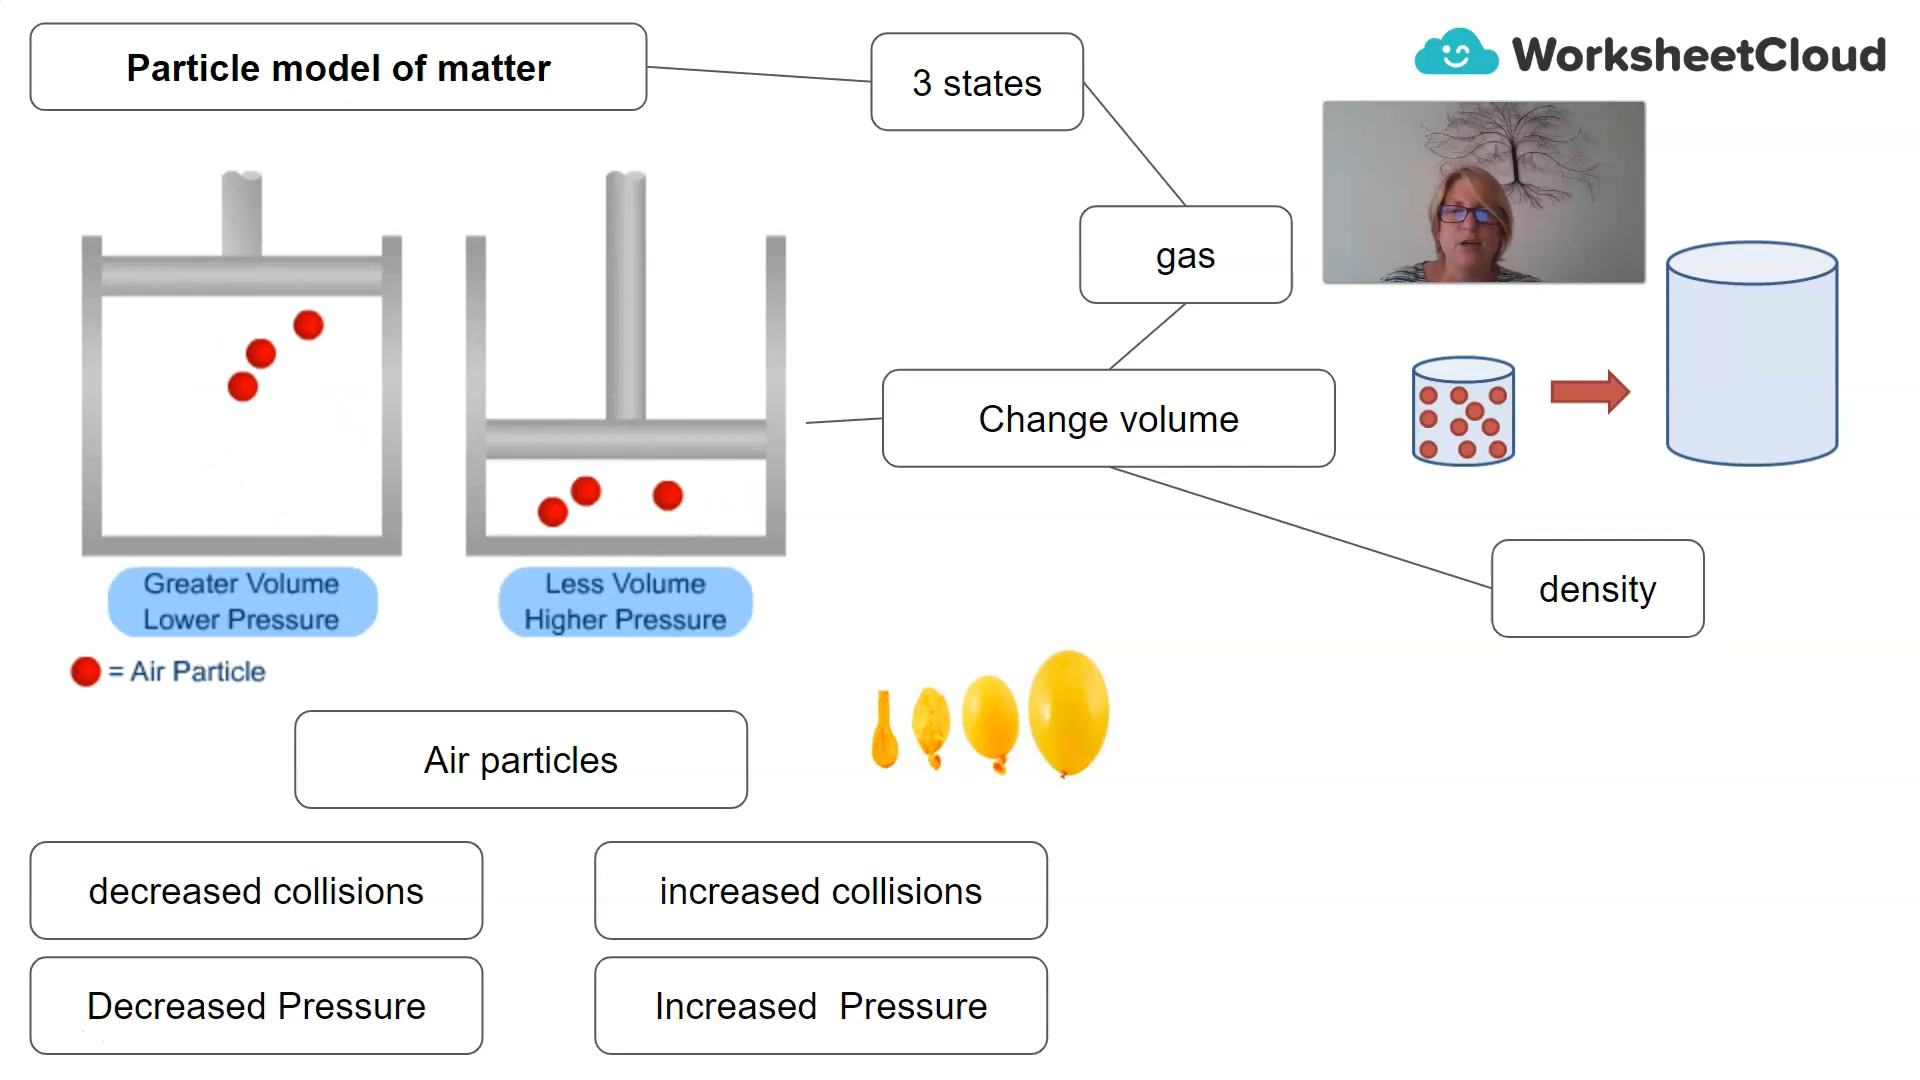 Particle model of matter
3 states
WorksheetCloud
gas
Change volume
density
Greater Volume
Lower Pressure
Less Volume
Higher Pressure
= Air Particle
Air particles
decreased collisions
increased collisions
Decreased Pressure
Increased  Pressure